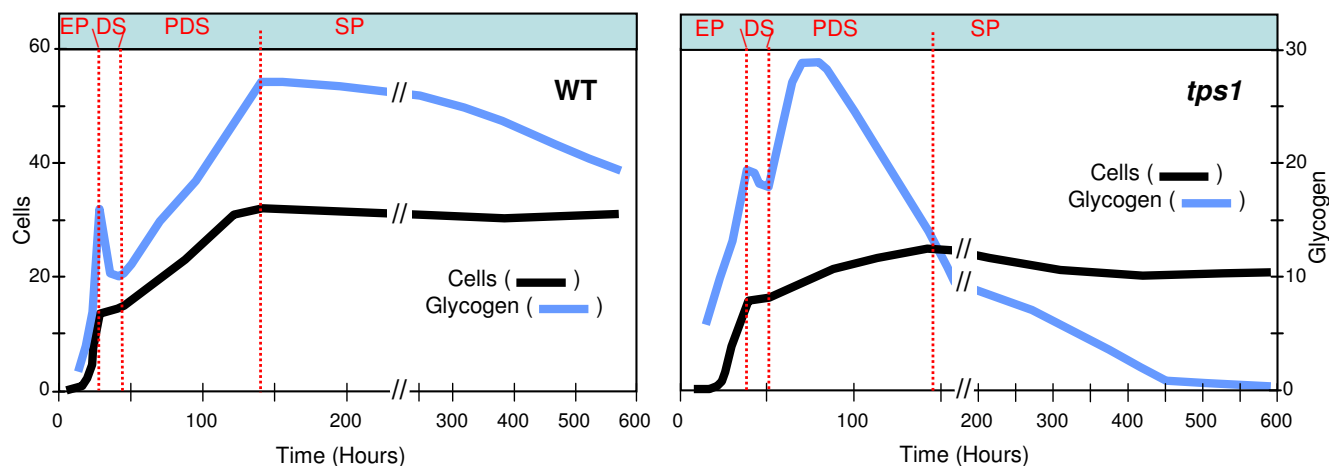 EP DS PDS SP
60
40
20
0
Cells
WT
Cells ( )
Glycogen ( )
//
//
//
0 100 200 300 400 500 600
Time (Hours)
EP DS PDS SP
30
20
10
0
Glycogen
tps1
Cells ( )
Glycogen ( )
//
//
//
0 100 200 300 400 500 600
Time (Hours)